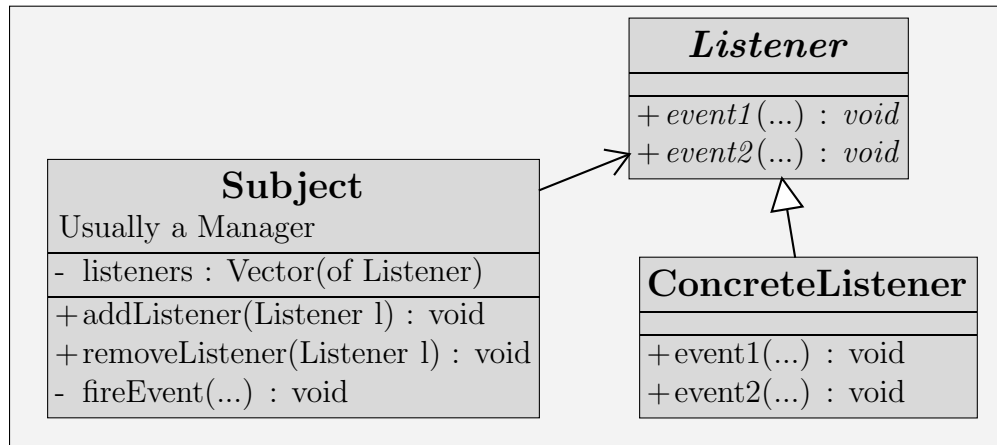 Listener
+ event1(...) : void
+ event2(...) : void
Subject
Usually a Manager
- listeners : Vector(of Listener)
+ addListener(Listener l) : void
+ removeListener(Listener l) : void
- fireEvent(...) : void
ConcreteListener
+ event1(...) : void
+ event2(...) : void